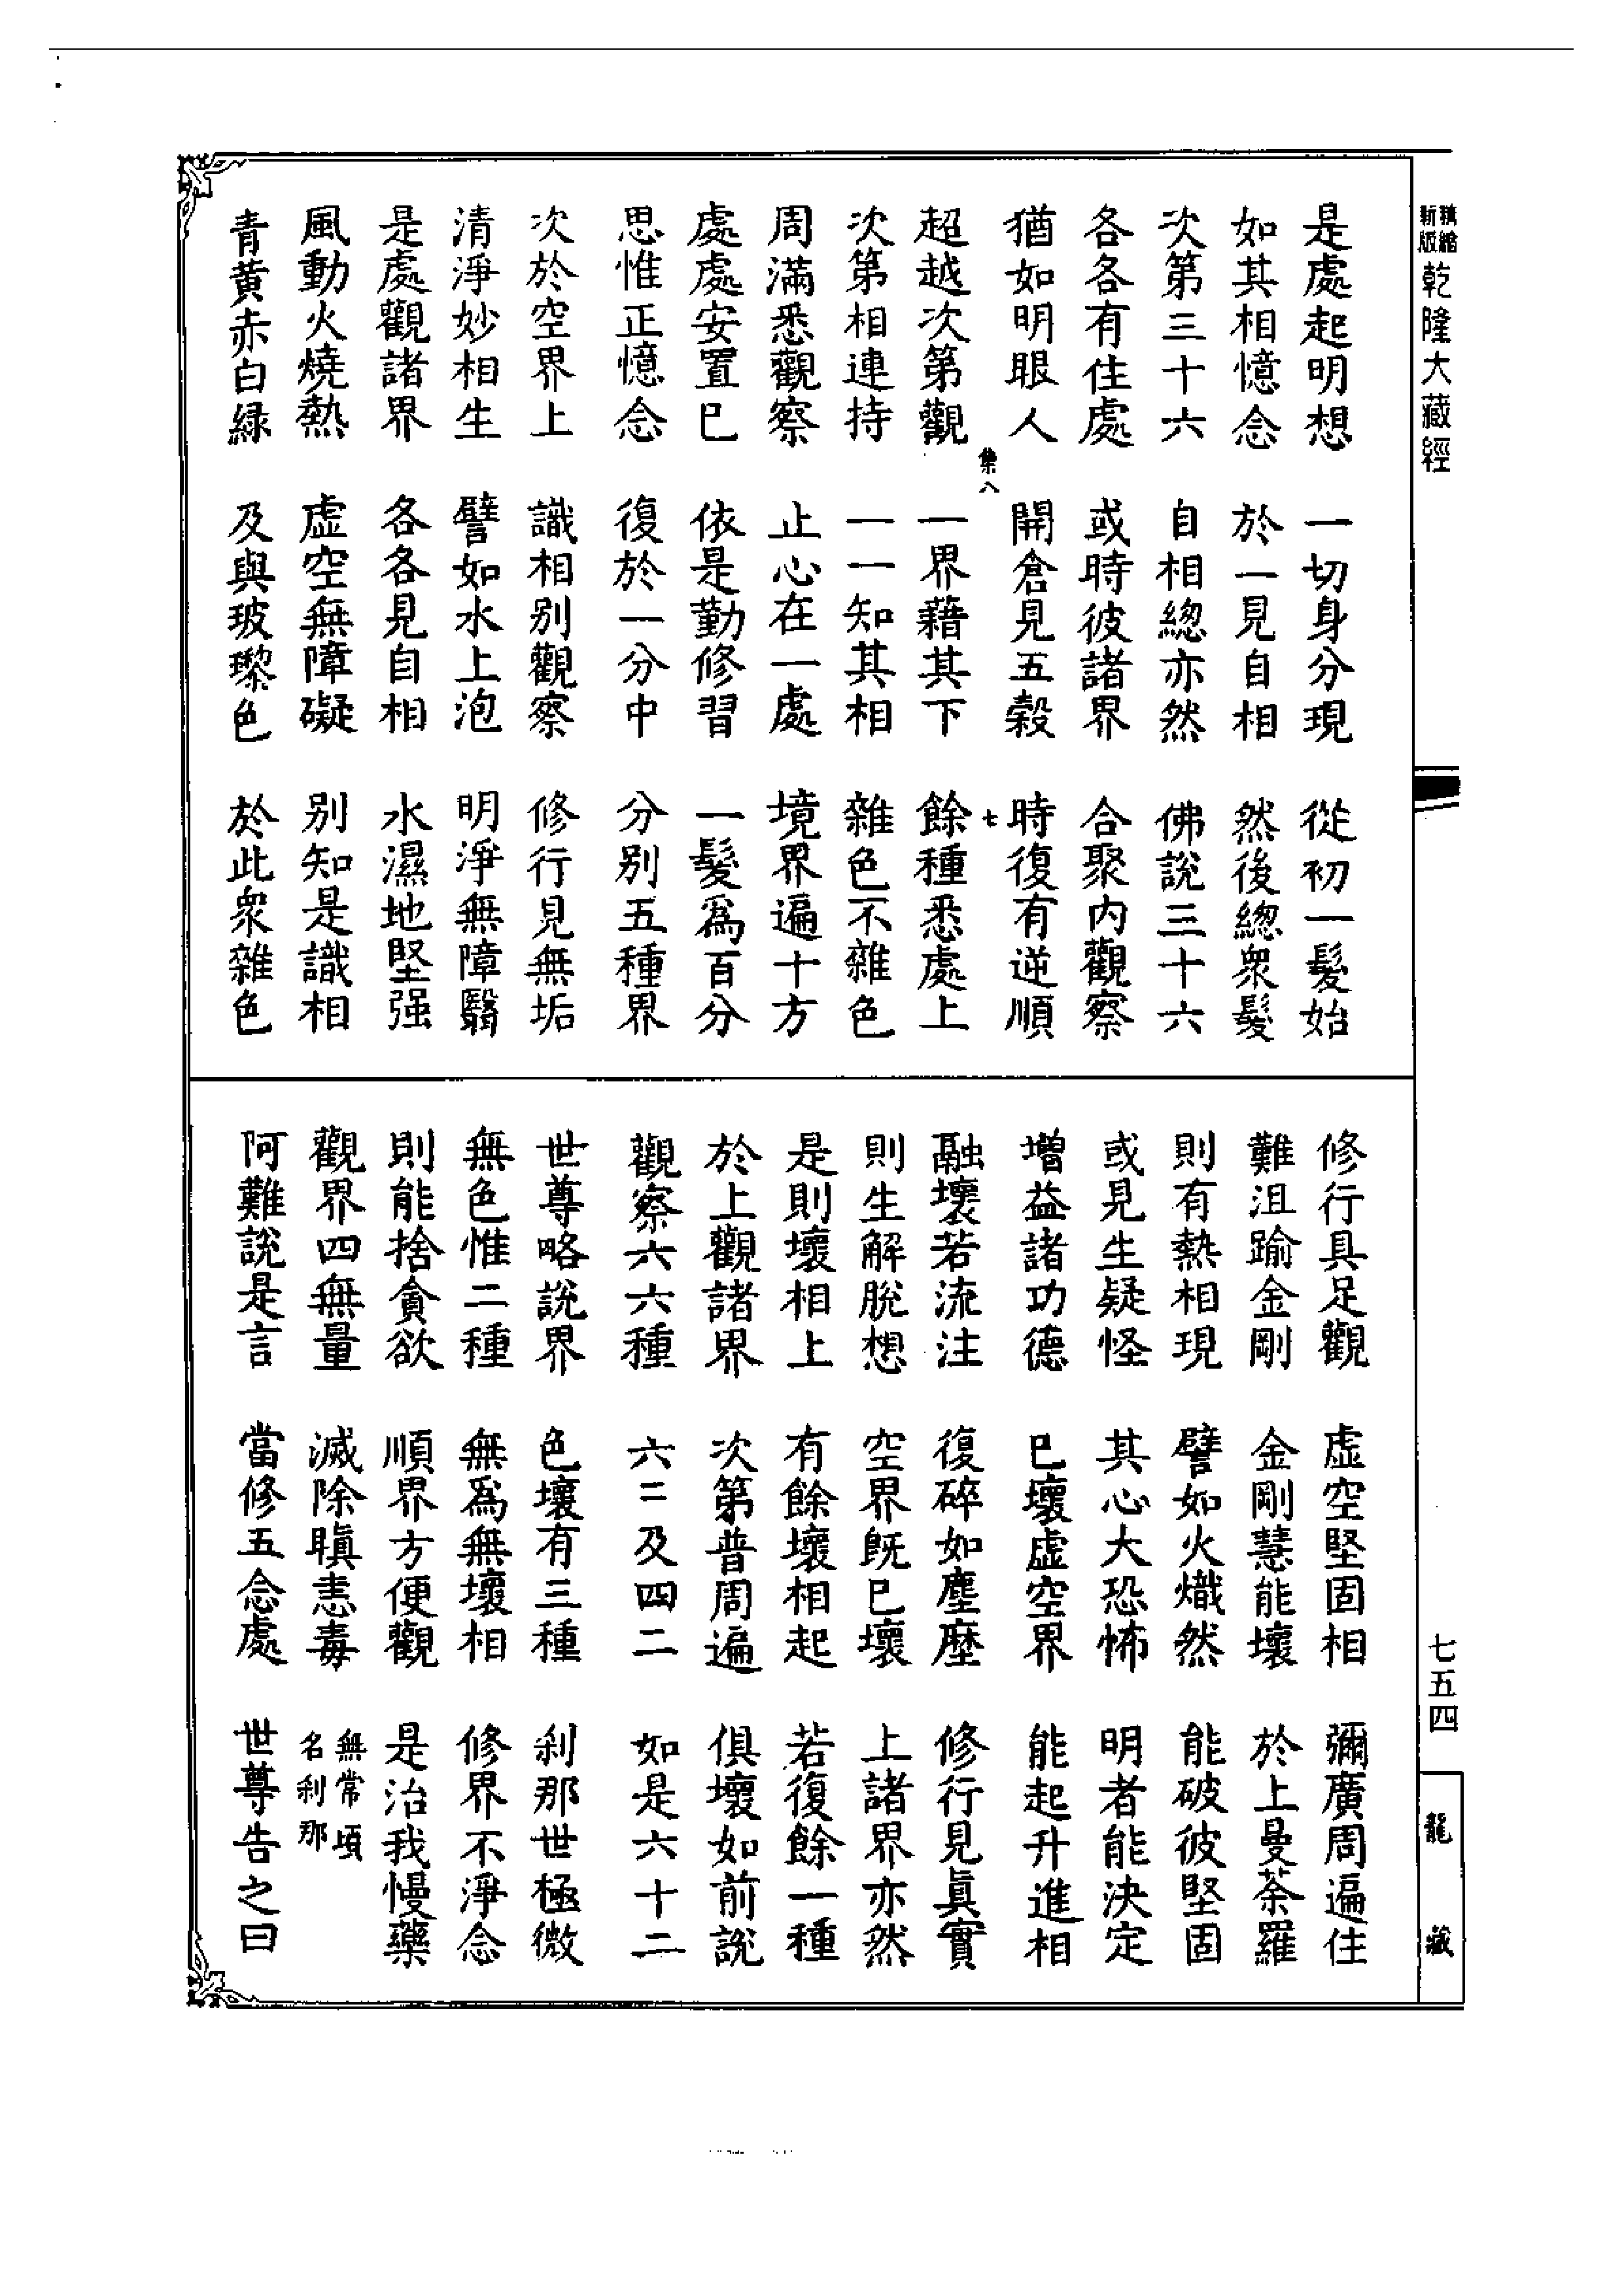 精縮
新版
乾隆大藏經
是處起明想 一切身分現 從初一髮始
如其相憶念 於一見自相 然後總衆髮
次第三十六 自相總亦然 佛說三十六
各各有住處 或時彼諸界 合聚內觀察
猶如明眼人 開倉見五穀 時復有逆順
集八 七
超越次第觀 一界藉其下 餘種悉處上
次第相連持 一一知其相 雜色不雜色
周滿悉觀察 止心在一處 境界遍十方
處處安置已 依是勤修習 一髮爲百分
思惟正憶念 復於一分中 分别五種界
次於空界上 識相别觀察 修行見無垢
清淨妙相生 譬如水上泡 明淨無障翳
是處觀諸界 各各見自相 水濕地堅强
風動火燒熱 虛空無障礙 别知是識相
青黃赤白緑 及與玻瓈色 於此衆雜色
修行具足觀 虛空堅固相 彌廣周遍住
難沮踰金剛 金剛慧能壞 於上曼荼羅
則有熱相現 譬如火熾然 能破彼堅固
或見生疑怪 其心大恐怖 明者能決定
增益諸功德 已壞虛空界 能起升進相
融壞若流注 復碎如塵塺 修行見眞實
則生解脫想 空界旣已壞 上諸界亦然
是則壞相上 有餘壞相起 若復餘一種
於上觀諸界 次第普周遍 俱壞如前說
觀察六六種 六三及四二 如是六十二
世尊略說界 色壞有三種 刹那世極微
無色惟二種 無爲無壞相 修界不淨念
則能捨貪欲 順界方便觀 是治我慢藥
觀界四無量 滅除瞋恚毒 無常頃
名刹那
阿難說是言 當修五念處 世尊告之曰
七五四
龍藏